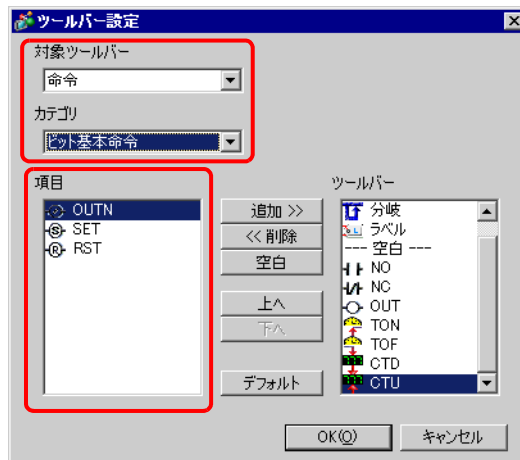 ツールバー設定
対象ツールバー
命令
カテゴリ
ビット基本命令
項目
OUTN
SET
RST
追加 >>
<< 削除
空白
上へ
下へ
デフォルト
ツールバー
分岐
ラベル
--- 空白 ---
NO
NC
OUT
TON
TOF
CTD
CTU
OK(O)
キャンセル